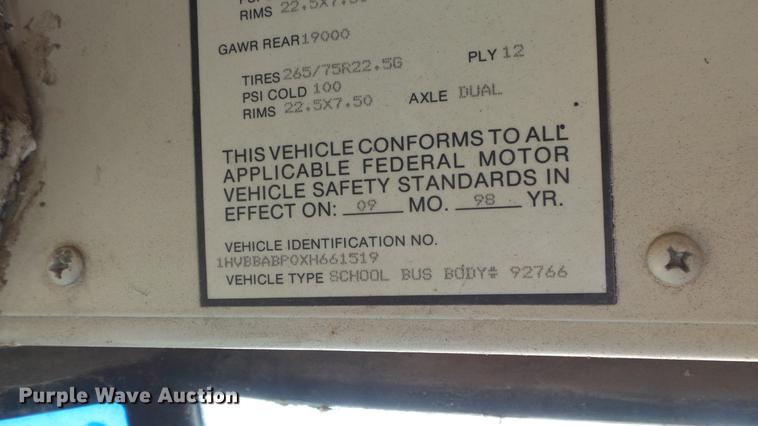 RIMS 22.5X7.50
GAWR REAR 19000
TIRES 265/75R22.5G PLY 12
PSI COLD 100
RIMS 22.5X7.50 AXLE DUAL
THIS VEHICLE CONFORMS TO ALL
APPLICABLE FEDERAL MOTOR
VEHICLE SAFETY STANDARDS IN
EFFECT ON: 09 MO. 98 YR.
VEHICLE IDENTIFICATION NO.
1HVBBABP0XH661519
VEHICLE TYPE SCHOOL BUS BODY# 92766
Purple Wave Auction®